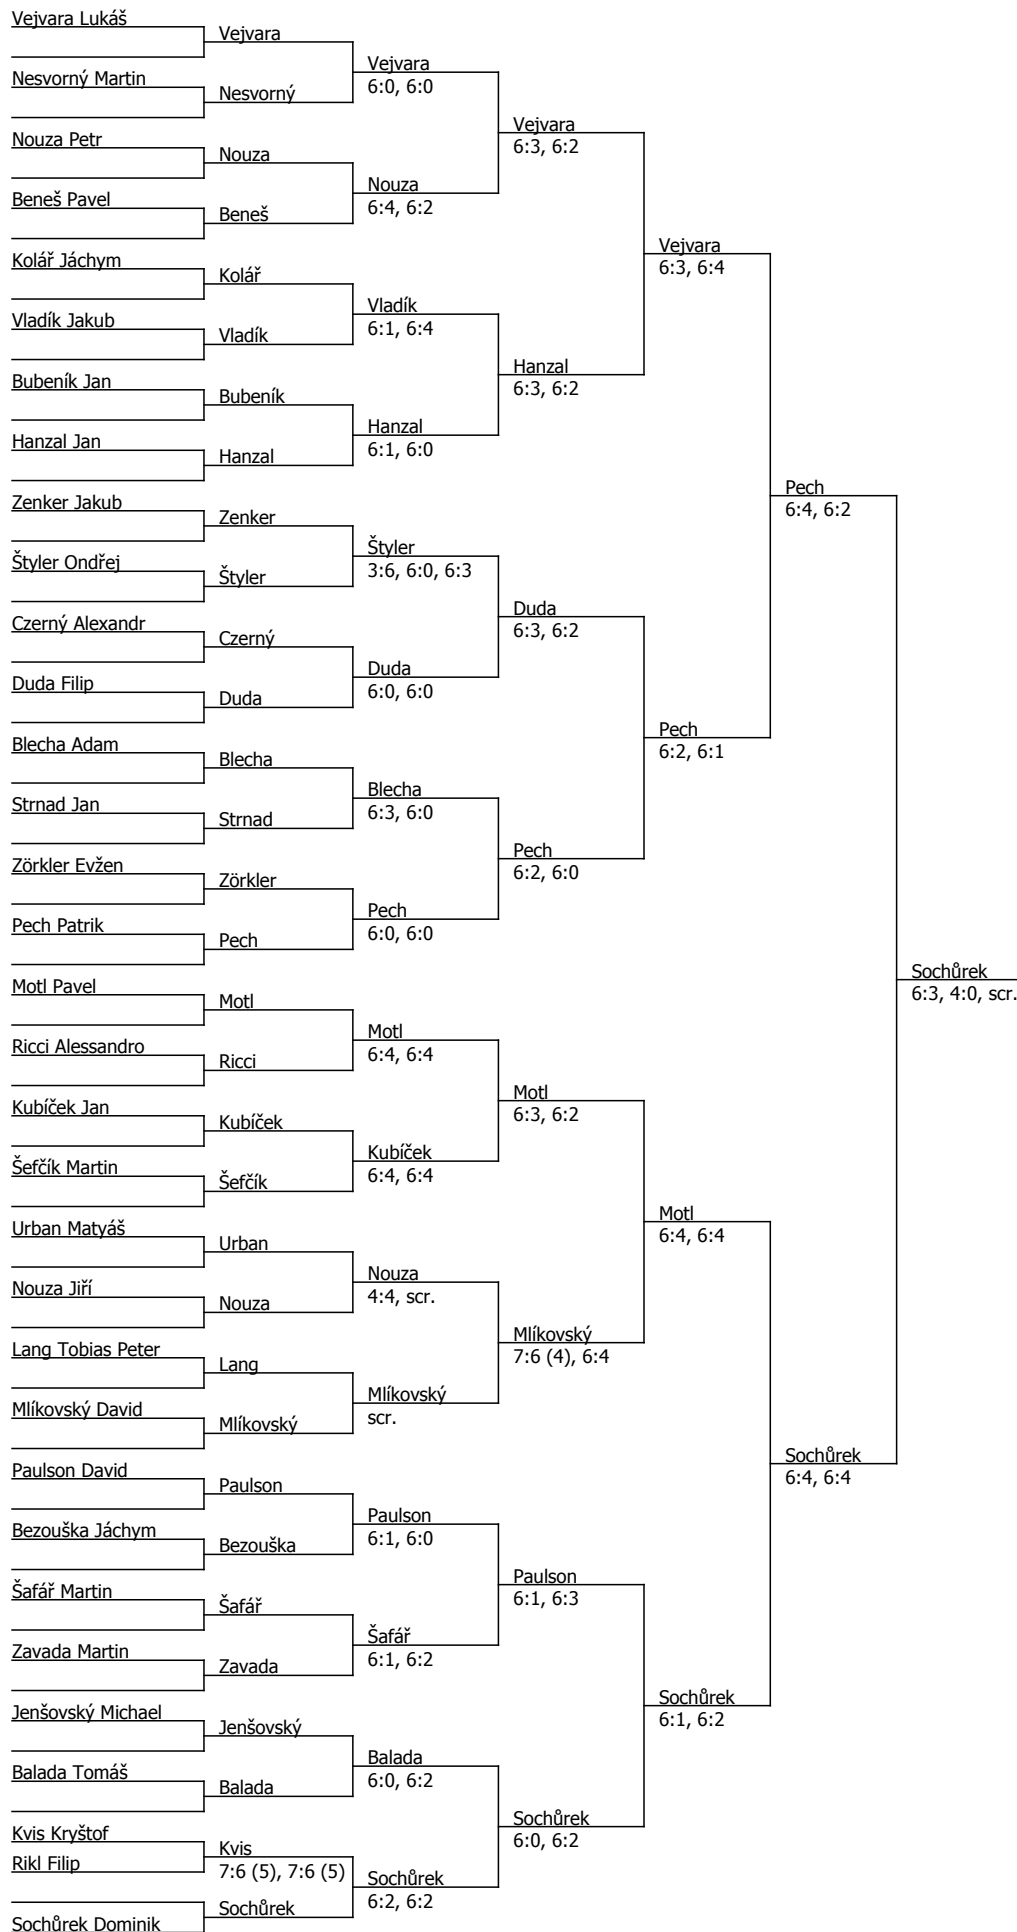 Vejvara Lukáš
Vejvara
Vejvara
6:0, 6:0
Nesvorný Martin
Nesvorný
Vejvara
6:3, 6:2
Nouza Petr
Nouza
Nouza
6:4, 6:2
Beneš Pavel
Beneš
Vejvara
6:3, 6:4
Kolář Jáchym
Kolář
Vladík
6:1, 6:4
Vladík Jakub
Vladík
Hanzal
6:3, 6:2
Bubeník Jan
Bubeník
Hanzal
6:1, 6:0
Hanzal Jan
Hanzal
Pech
6:4, 6:2
Zenker Jakub
Zenker
Štyler
3:6, 6:0, 6:3
Štyler Ondřej
Štyler
Duda
6:3, 6:2
Czerný Alexandr
Czerný
Duda
6:0, 6:0
Duda Filip
Duda
Pech
6:2, 6:1
Blecha Adam
Blecha
Blecha
6:3, 6:0
Strnad Jan
Strnad
Pech
6:2, 6:0
Zörkler Evžen
Zörkler
Pech
6:0, 6:0
Pech Patrik
Pech
Sochůrek
6:3, 4:0, scr.
Motl Pavel
Motl
Motl
6:4, 6:4
Ricci Alessandro
Ricci
Motl
6:3, 6:2
Kubíček Jan
Kubíček
Kubíček
6:4, 6:4
Šefčík Martin
Šefčík
Motl
6:4, 6:4
Urban Matyáš
Urban
Nouza
4:4, scr.
Nouza Jiří
Nouza
Mlíkovský
7:6 (4), 6:4
Lang Tobias Peter
Lang
Mlíkovský
scr.
Mlíkovský David
Mlíkovský
Sochůrek
6:4, 6:4
Paulson David
Paulson
Paulson
6:1, 6:0
Bezouška Jáchym
Bezouška
Paulson
6:1, 6:3
Šafář Martin
Šafář
Šafář
6:1, 6:2
Zavada Martin
Zavada
Sochůrek
6:1, 6:2
Jenšovský Michael
Jenšovský
Balada
6:0, 6:2
Balada Tomáš
Balada
Sochůrek
6:0, 6:2
Kvis Kryštof
Kvis
7:6 (5), 7:6 (5)
Rikl Filip
Sochůrek
6:2, 6:2
Sochůrek
Sochůrek Dominik